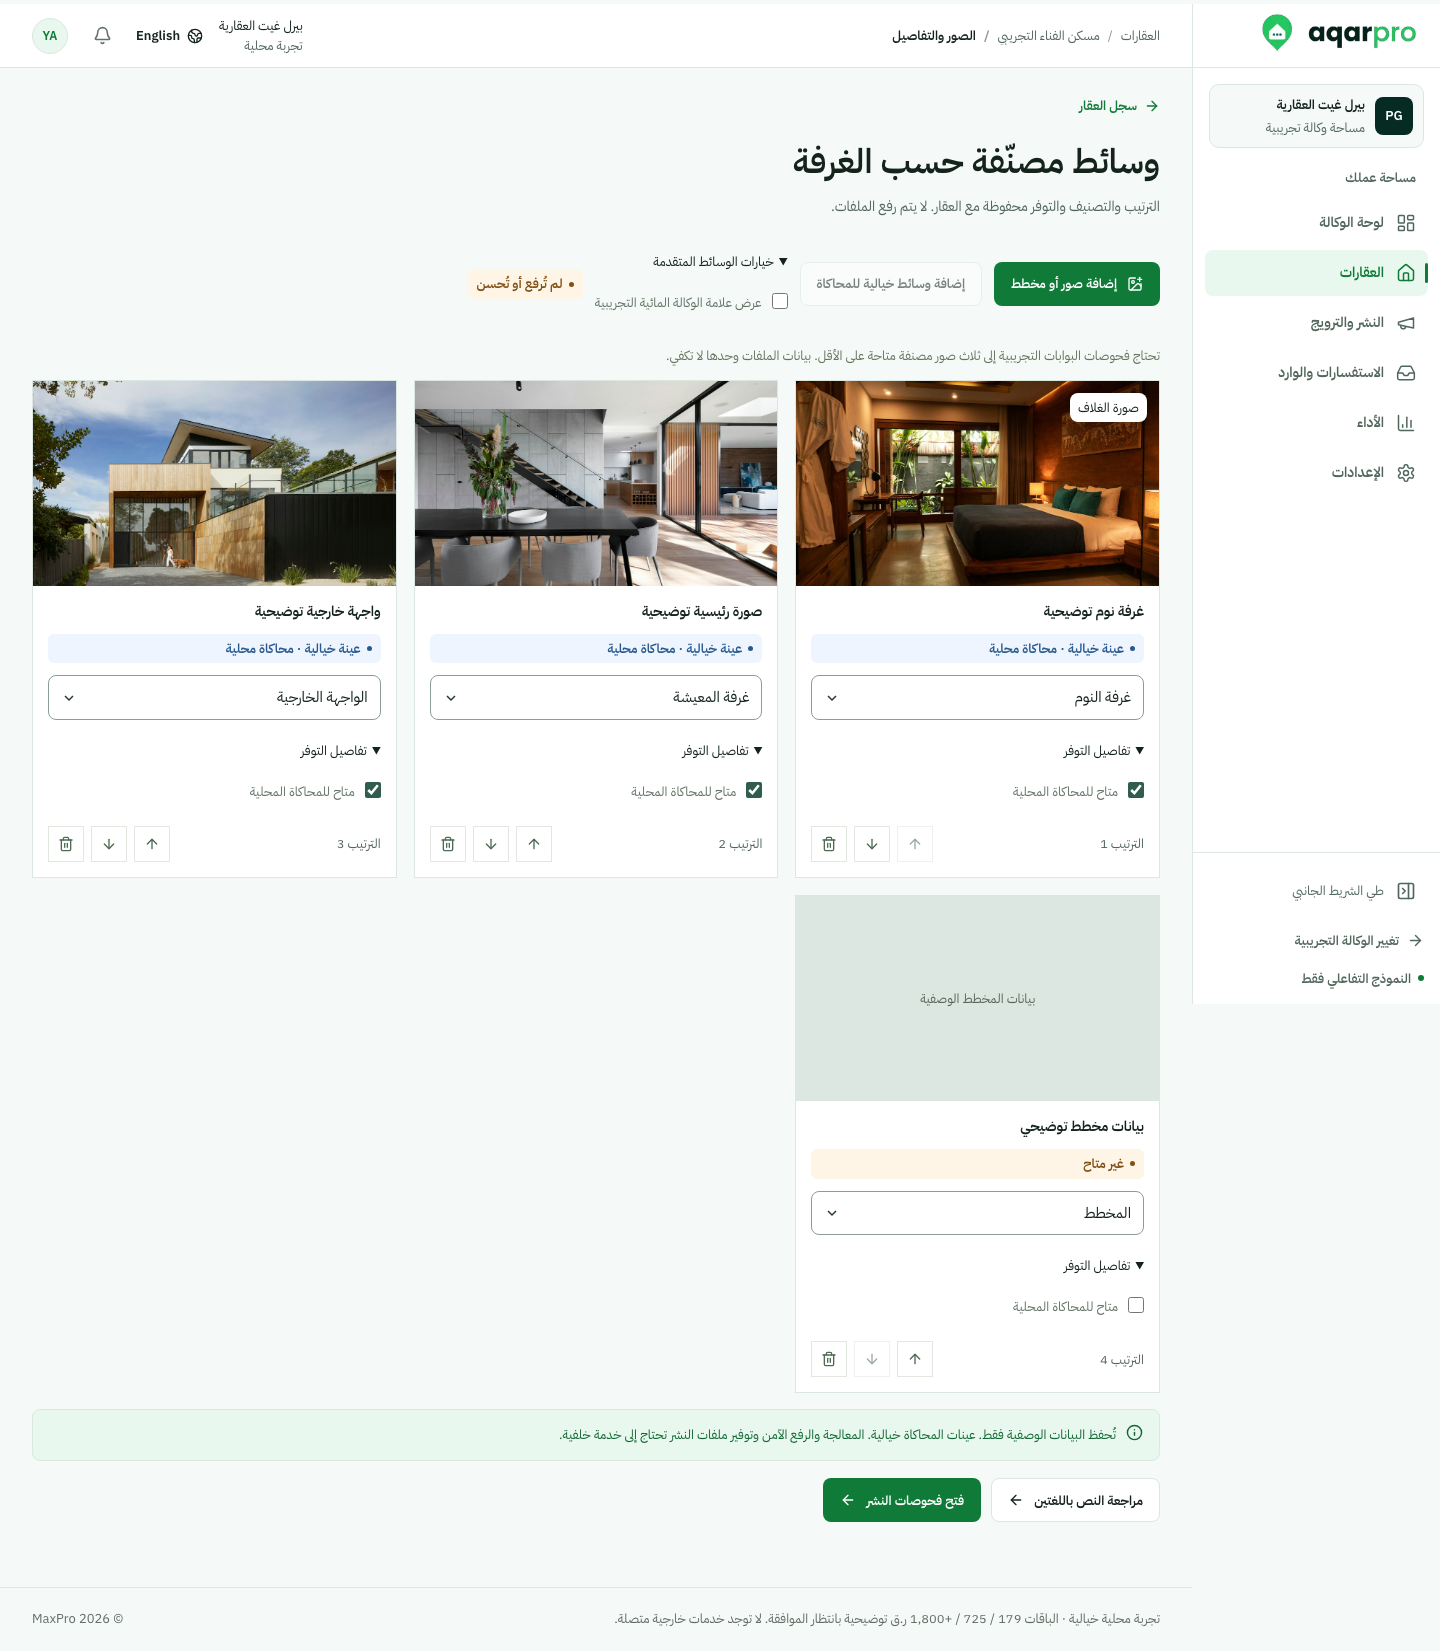 aqarpro
العقارات / مسكن الفناء التجريبي / الصور والتفاصيل
بيرل غيت العقارية
تجربة محلية
English
YA
PG
بيرل غيت العقارية
مساحة وكالة تجريبية
مساحة عملك
لوحة الوكالة
العقارات
النشر والترويج
الاستفسارات والوارد
الأداء
الإعدادات
طي الشريط الجانبي
تغيير الوكالة التجريبية
النموذج التفاعلي فقط
سجل العقار
وسائط مصنّفة حسب الغرفة
الترتيب والتصنيف والتوفر محفوظة مع العقار. لا يتم رفع الملفات.
إضافة صور أو مخطط
إضافة وسائط خيالية للمحاكاة
خيارات الوسائط المتقدمة
عرض علامة الوكالة المائية التجريبية
لم تُرفع أو تُحسن
تحتاج فحوصات البوابات التجريبية إلى ثلاث صور مصنفة متاحة على الأقل. بيانات الملفات وحدها لا تكفي.
صورة الغلاف
غرفة نوم توضيحية
عينة خيالية · محاكاة محلية
غرفة النوم
تفاصيل التوفر
متاح للمحاكاة المحلية
الترتيب 1
صورة رئيسية توضيحية
عينة خيالية · محاكاة محلية
غرفة المعيشة
تفاصيل التوفر
متاح للمحاكاة المحلية
الترتيب 2
واجهة خارجية توضيحية
عينة خيالية · محاكاة محلية
الواجهة الخارجية
تفاصيل التوفر
متاح للمحاكاة المحلية
الترتيب 3
بيانات المخطط الوصفية
بيانات مخطط توضيحي
غير متاح
المخطط
تفاصيل التوفر
متاح للمحاكاة المحلية
الترتيب 4
تُحفظ البيانات الوصفية فقط. عينات المحاكاة خيالية. المعالجة والرفع الآمن وتوفير ملفات النشر تحتاج إلى خدمة خلفية.
مراجعة النص باللغتين
فتح فحوصات النشر
تجربة محلية خيالية · الباقات 179 / 725 / +1,800 ر.ق توضيحية بانتظار الموافقة. لا توجد خدمات خارجية متصلة.
© 2026 MaxPro